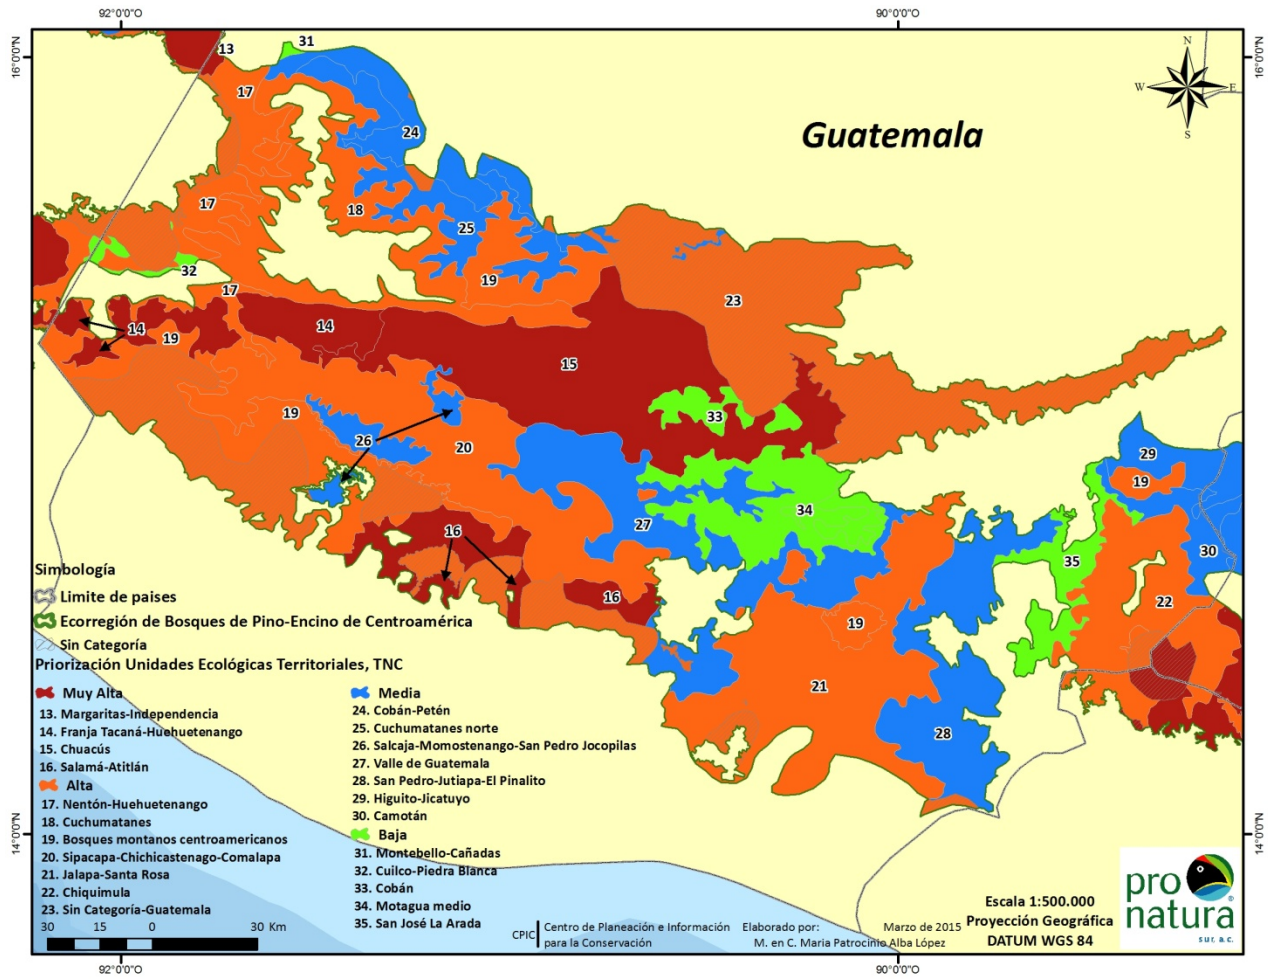 92°0'0"O
90°0'0"O
16°0'0"N
16°0'0"N
13
31
17
24
Guatemala
N
W
E
S
17
18
25
32
17
19
23
14
14
19
15
19
33
26
20
29
19
34
27
16
30
35
16
22
19
21
28
Simbología
Limite de paises
Ecorregión de Bosques de Pino-Encino de Centroamérica
Sin Categoría
Priorización Unidades Ecológicas Territoriales, TNC
Muy Alta
13. Margaritas-Independencia
14. Franja Tacaná-Huehuetenango
15. Chuacús
16. Salamá-Atitlán
Alta
17. Nentón-Huehuetenango
18. Cuchumatanes
19. Bosques montanos centroamericanos
20. Sipacapa-Chichicastenago-Comalapa
21. Jalapa-Santa Rosa
22. Chiquimula
23. Sin Categoría-Guatemala
Media
24. Cobán-Petén
25. Cuchumatanes norte
26. Salcaja-Momostenango-San Pedro Jocopilas
27. Valle de Guatemala
28. San Pedro-Jutiapa-El Pinalito
29. Higuito-Jicatuyo
30. Camotán
Baja
31. Montebello-Cañadas
32. Cuilco-Piedra Blanca
33. Cobán
34. Motagua medio
35. San José La Arada
30 15 0 30 Km
CPIC
Centro de Planeación e Información
para la Conservación
Elaborado por: Marzo de 2015
M. en C. Maria Patrocinio Alba López
Escala 1:500.000
Proyección Geográfica
DATUM WGS 84
pro
natura®
sur, a.c.
14°0'0"N
14°0'0"N
92°0'0"O
90°0'0"O